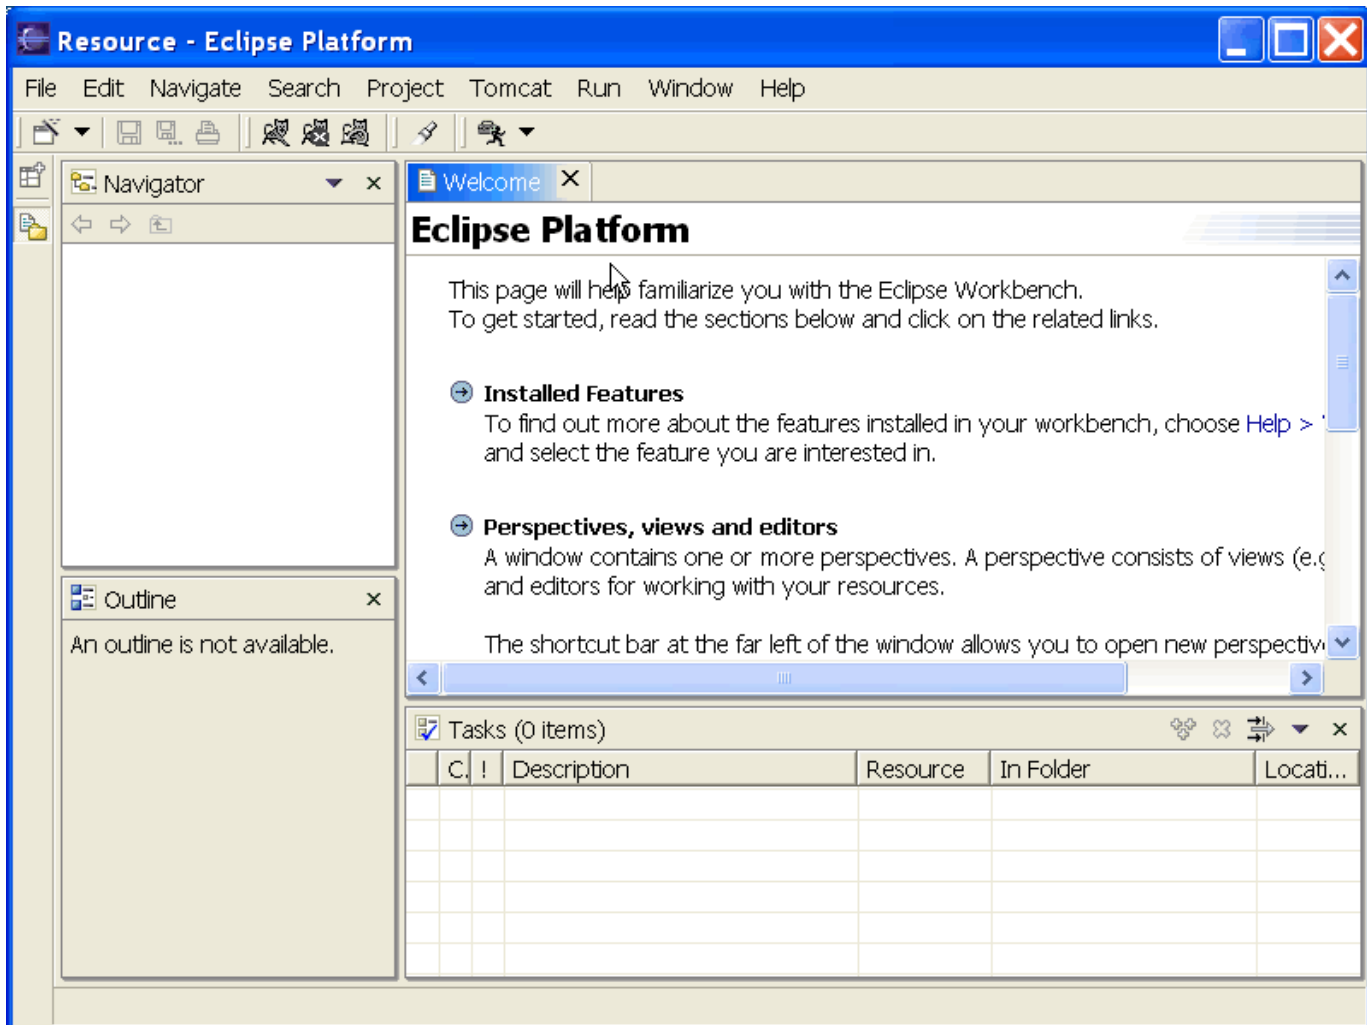 Resource - Eclipse Platform
File Edit Navigate Search Project Tomcat Run Window Help
Navigator
Welcome
Eclipse Platform
This page will help familiarize you with the Eclipse Workbench.
To get started, read the sections below and click on the related links.
Installed Features
To find out more about the features installed in your workbench, choose Help >
and select the feature you are interested in.
Perspectives, views and editors
A window contains one or more perspectives. A perspective consists of views (e.g
and editors for working with your resources.
The shortcut bar at the far left of the window allows you to open new perspectiv
Outline
An outline is not available.
Tasks (0 items)
C. ! Description Resource In Folder Locati...